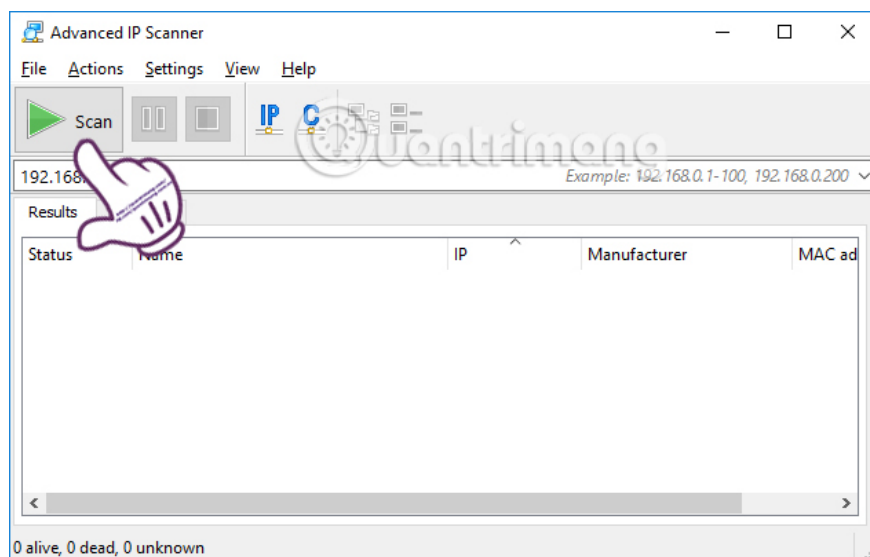 Advanced IP Scanner
File Actions Settings View Help
Scan IP C
Quantrimang
192.168. Example: 192.168.0.1-100, 192.168.0.200
Results
Status Name IP Manufacturer MAC ad
0 alive, 0 dead, 0 unknown